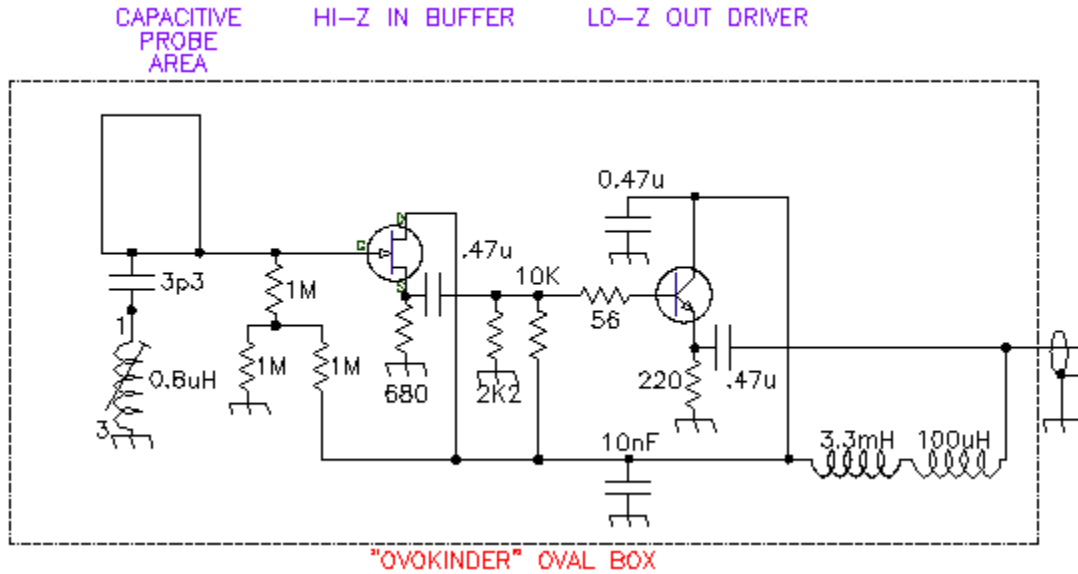 CAPACITIVE
PROBE
AREA
HI-Z IN BUFFER
LO-Z OUT DRIVER
0.47u
D
G
S
.47u
10K
3p3
1M
56
1
1M
1M
0.8uH
680
2K2
220
.47u
3
10nF
3.3mH
100uH
"OVOKINDER" OVAL BOX